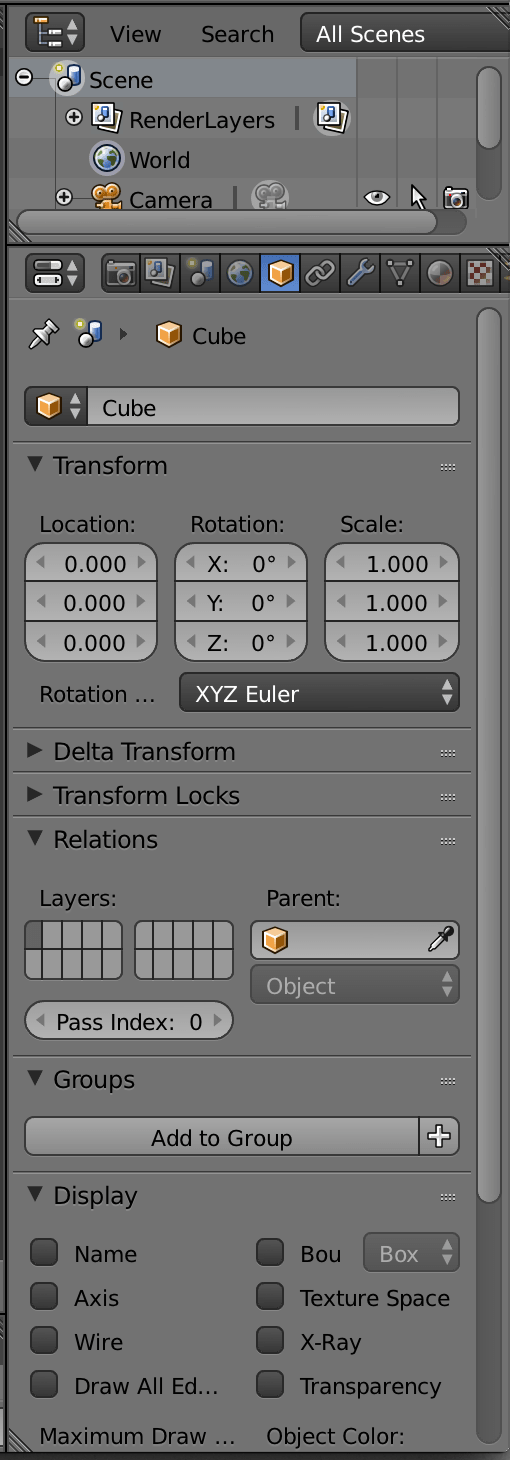 View Search All Scenes
Scene
RenderLayers
World
Camera
Cube
Cube
Transform
Location: Rotation: Scale:
0.000 X: 0° 1.000
0.000 Y: 0° 1.000
0.000 Z: 0° 1.000
Rotation ... XYZ Euler
Delta Transform
Transform Locks
Relations
Layers: Parent:
Object
Pass Index: 0
Groups
Add to Group
Display
Name Bou Box
Axis Texture Space
Wire X-Ray
Draw All Ed... Transparency
Maximum Draw ... Object Color: